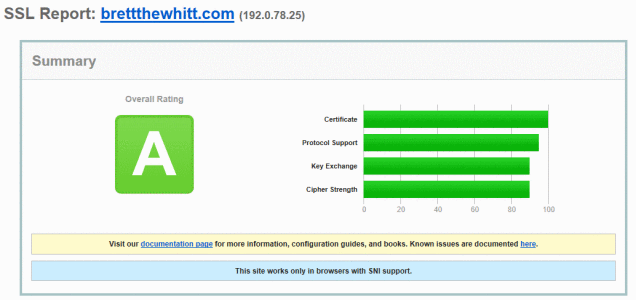 SSL Report: brettthewhitt.com (192.0.78.25)
Summary
Overall Rating
A
Certificate
Protocol Support
Key Exchange
Cipher Strength
0 20 40 60 80 100
Visit our documentation page for more information, configuration guides, and books. Known issues are documented here.
This site works only in browsers with SNI support.